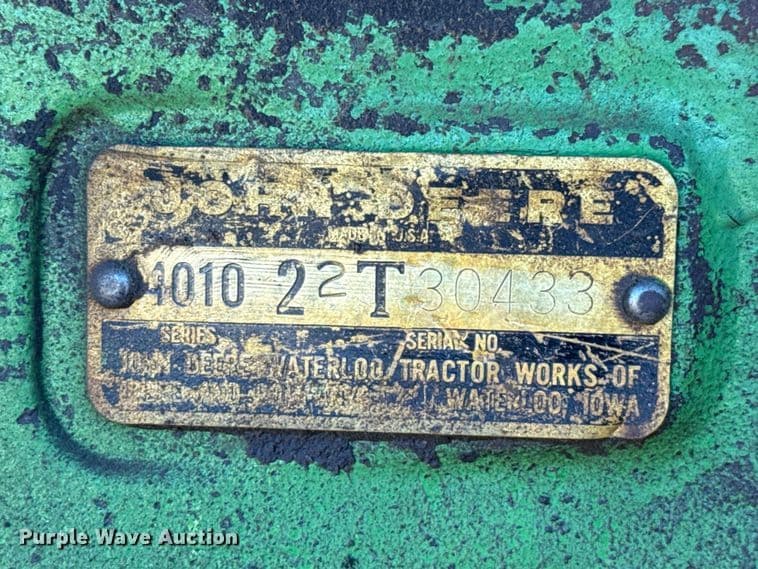 JOHN DEERE
MADE IN U.S.A
4010 22T30433
SERIES SERIAL NO.
JOHN DEERE WATERLOO TRACTOR WORKS OF
WATERLOO, IOWA
Purple Wave Auction